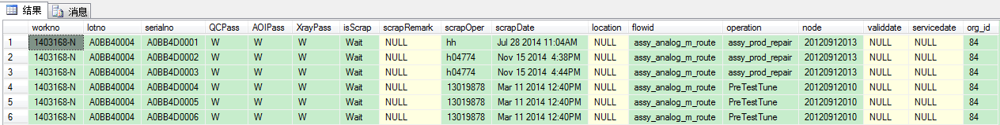 结果 消息
workno lotno serialno QCPass AOIPass XrayPass isScrap scrapRemark scrapOper scrapDate location flowid operation node validdate servicedate org_id
1 1403168-N A0BB40004 A0BB4D0001 W W W Wait NULL hh Jul 28 2014 11:04AM NULL assy_analog_m_route assy_prod_repair 20120912013 NULL NULL 84
2 1403168-N A0BB40004 A0BB4D0002 W W W Wait NULL h04774 Nov 15 2014 4:38PM NULL assy_analog_m_route assy_prod_repair 20120912013 NULL NULL 84
3 1403168-N A0BB40004 A0BB4D0003 W W W Wait NULL h04774 Nov 15 2014 4:44PM NULL assy_analog_m_route assy_prod_repair 20120912013 NULL NULL 84
4 1403168-N A0BB40004 A0BB4D0004 W W W Wait NULL 13019878 Mar 11 2014 12:40PM NULL assy_analog_m_route PreTestTune 20120912010 NULL NULL 84
5 1403168-N A0BB40004 A0BB4D0005 W W W Wait NULL 13019878 Mar 11 2014 12:40PM NULL assy_analog_m_route PreTestTune 20120912010 NULL NULL 84
6 1403168-N A0BB40004 A0BB4D0006 W W W Wait NULL 13019878 Mar 11 2014 12:40PM NULL assy_analog_m_route PreTestTune 20120912010 NULL NULL 84